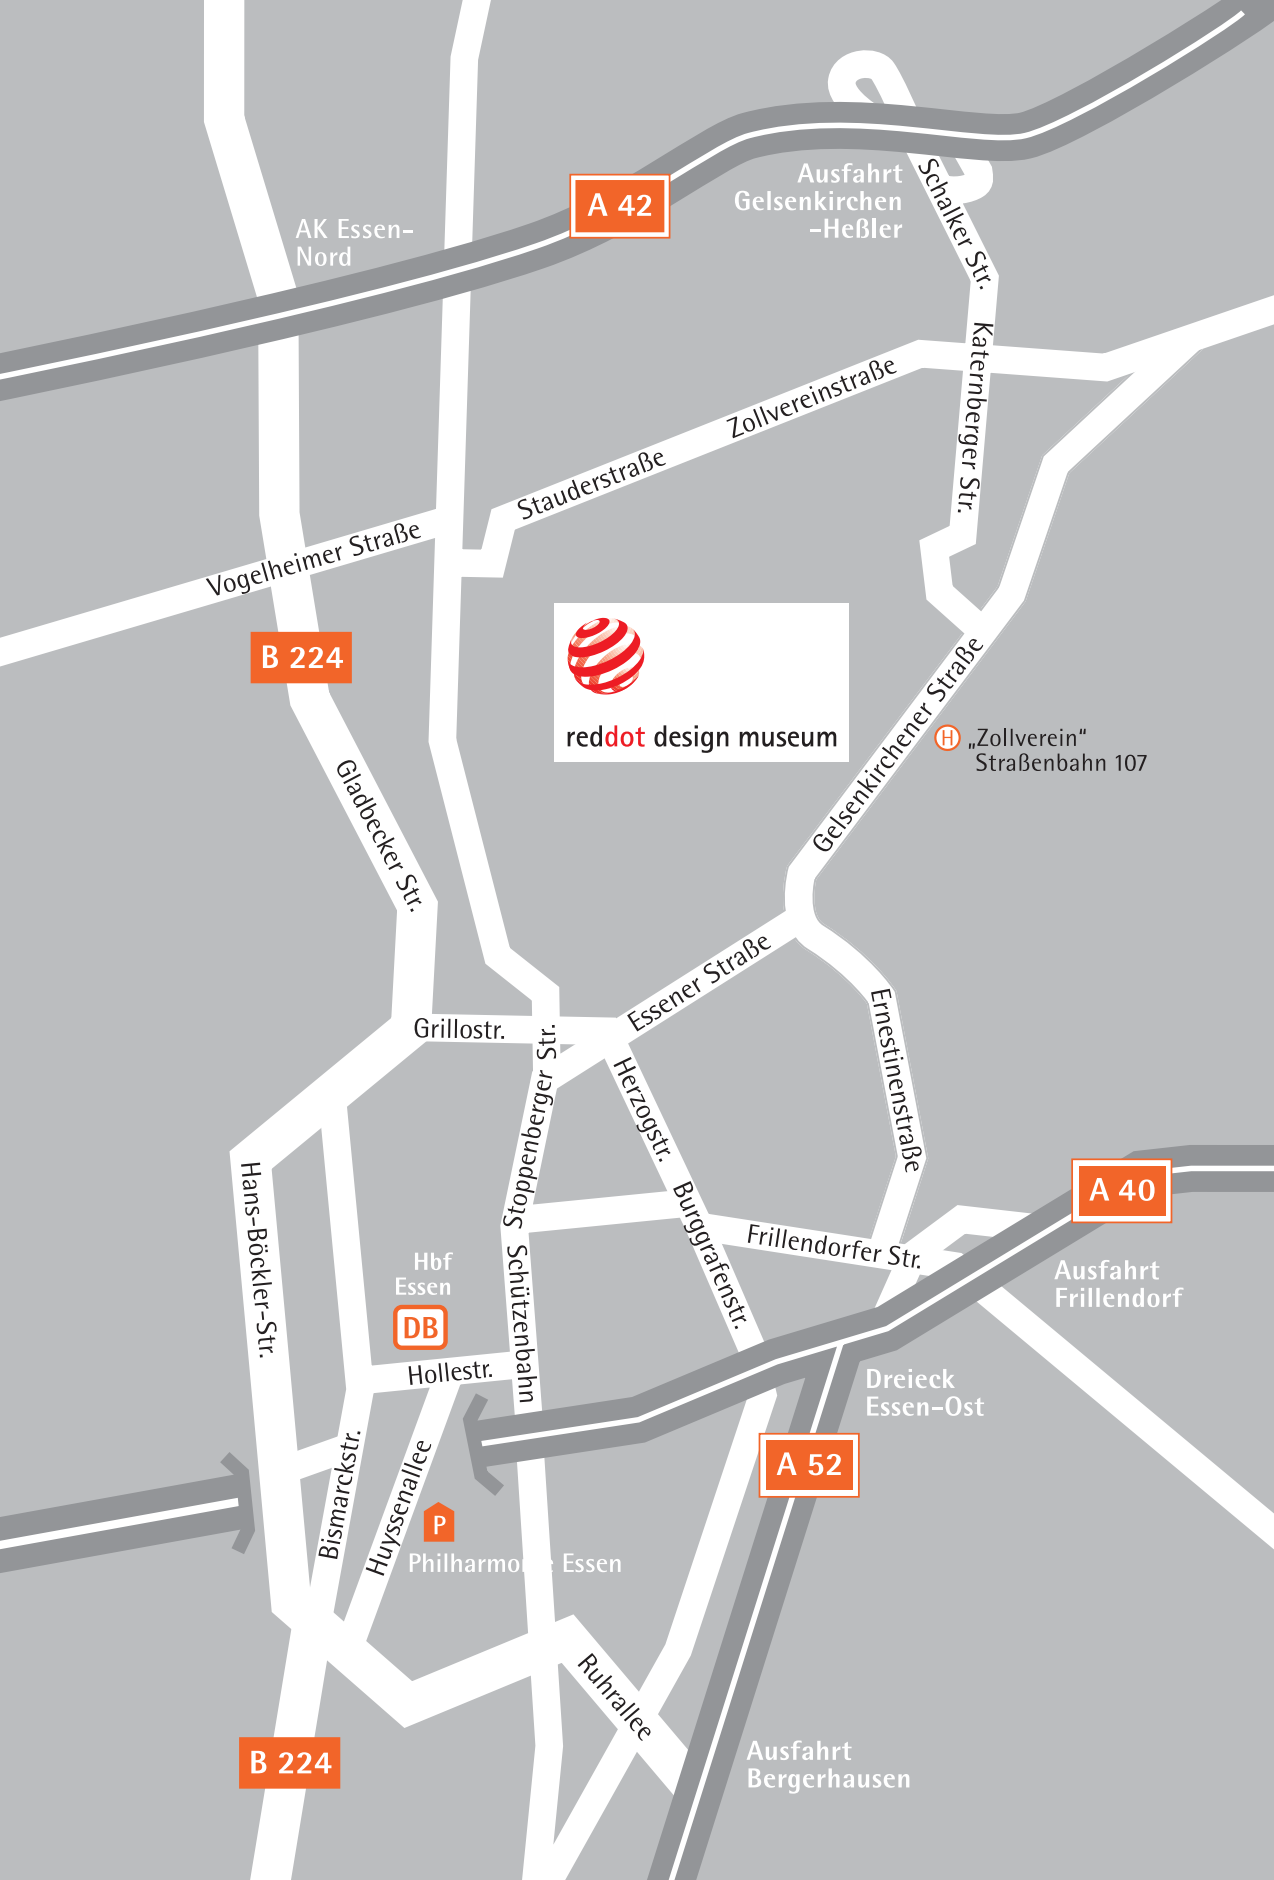 Ausfahrt
Gelsenkirchen
-Heßler
Schalker Str.
A 42
AK Essen-
Nord
Katernberger Str.
Zollvereinstraße
Stauderstraße
Vogelheimer Straße
B 224
reddot design museum
Gelsenkirchener Straße
H
„Zollverein“
Straßenbahn 107
Gladbecker Str.
Essener Straße
Grillostr.
Stoppenberger Str.
Herzogstr.
Ernestinenstraße
Hans-Böckler-Str.
Burggrafenstr.
Frillendorfer Str.
A 40
Ausfahrt
Frillendorf
Hbf
Essen
DB
Schützenbahn
Hollestr.
Dreieck
Essen-Ost
A 52
Bismarckstr.
Huyssenallee
P
Philharmonie Essen
Ruhrallee
B 224
Ausfahrt
Bergerhausen